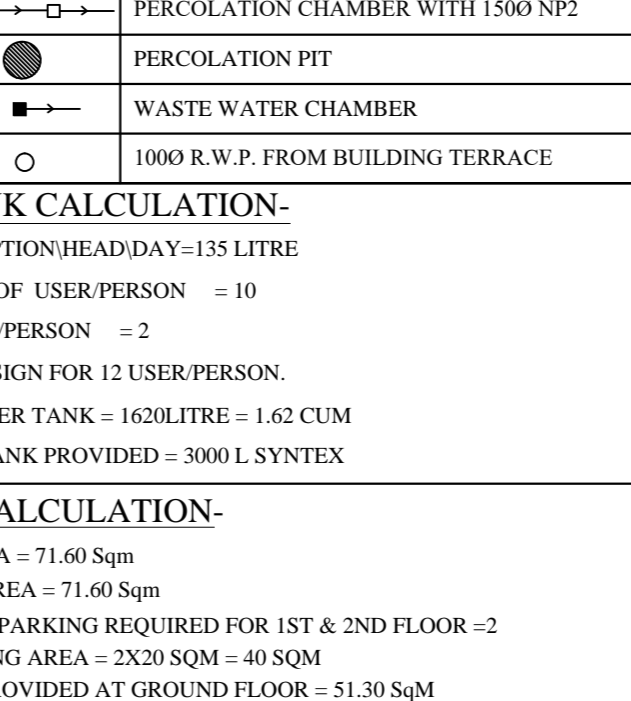 PERCOLATION CHAMBER WITH 150Ø NP2
PERCOLATION PIT
WASTE WATER CHAMBER
100Ø R.W.P. FROM BUILDING TERRACE
K CALCULATION-
TION\HEAD\DAY=135 LITRE
OF USER/PERSON = 10
/PERSON = 2
SIGN FOR 12 USER/PERSON.
ER TANK = 1620LITRE = 1.62 CUM
ANK PROVIDED = 3000 L SYNTEX
ALCULATION-
A = 71.60 Sqm
REA = 71.60 Sqm
PARKING REQUIRED FOR 1ST & 2ND FLOOR =2
NG AREA = 2X20 SQM = 40 SQM
ROVIDED AT GROUND FLOOR = 51.30 SqM